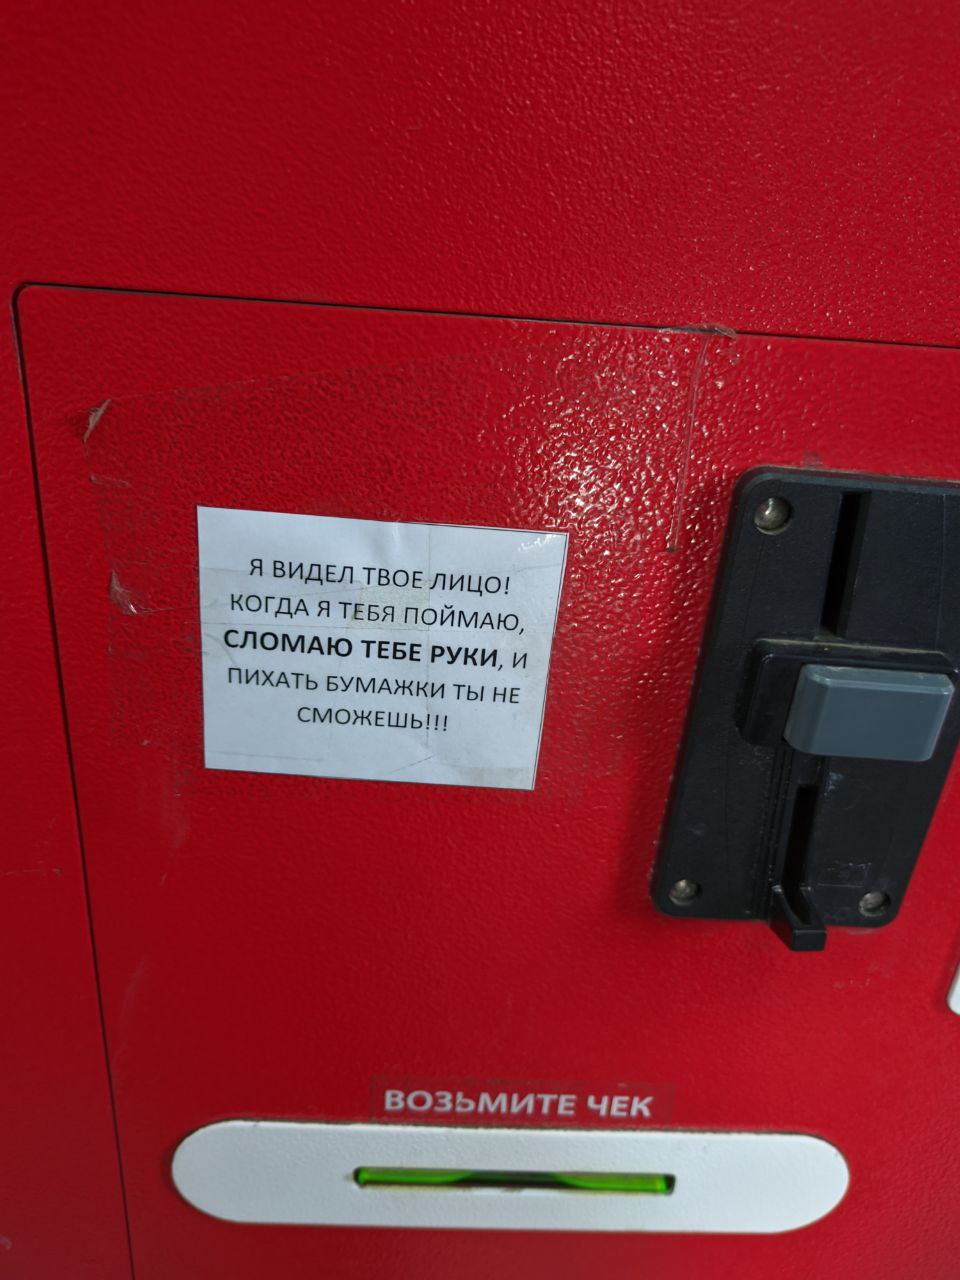 Я ВИДЕЛ ТВОЕ ЛИЦО!
КОГДА Я ТЕБЯ ПОЙМАЮ,
СЛОМАЮ ТЕБЕ РУКИ, И
ПИХАТЬ БУМАЖКИ ТЫ НЕ
СМОЖЕШЬ!!!
ВОЗЬМИТЕ ЧЕК